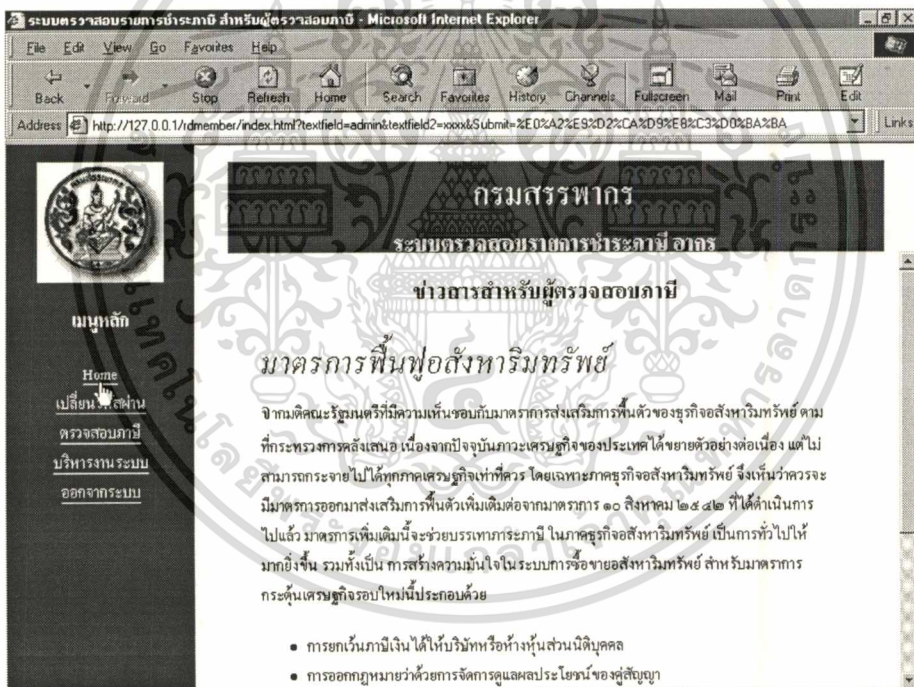 ระบบตรวจสอบรายการชำระภาษี สำหรับผู้ตรวจสอบภาษี - Microsoft Internet Explorer
File Edit View Go Favorites Help
Back Forward Stop Refresh Home Search Favorites History Channels Fullscreen Mail Print Edit
Address http://127.0.0.1/rdmember/index.html?textfield=admin&textfield2=xxxx&Submit=%E0%A2%E9%D2%CA%D9%E8%C3%D0%BA%BA Links
กรมสรรพากร
ระบบตรวจสอบรายการชำระภาษี อากร
เมนูหลัก
Home
เปลี่ยนรหัสผ่าน
ตรวจสอบภาษี
บริหารงานระบบ
ออกจากระบบ
ข่าวสารสำหรับผู้ตรวจสอบภาษี
มาตรการฟื้นฟูอสังหาริมทรัพย์
จากมติคณะรัฐมนตรีที่มีความเห็นชอบกับมาตราการส่งเสริมการฟื้นตัวของธุรกิจอสังหาริมทรัพย์ ตาม
ที่กระทรวงการคลังเสนอ เนื่องจากปัจจุบันภาวะเศรษฐกิจของประเทศได้ขยายตัวอย่างต่อเนื่อง แต่ไม่
สามารถกระจายไปได้ทุกภาคเศรษฐกิจเท่าที่ควร โดยเฉพาะภาคธุรกิจอสังหาริมทรัพย์ จึงเห็นว่าควรจะ
มีมาตรการออกมาส่งเสริมการฟื้นตัวเพิ่มเติมต่อจากมาตราการ ๑๐ สิงหาคม ๒๕๔๒ ที่ได้ดำเนินการ
ไปแล้ว มาตรการเพิ่มเติมนี้จะช่วยบรรเทาภาระภาษี ในภาคธุรกิจอสังหาริมทรัพย์ เป็นการทั่วไปให้
มากยิ่งขึ้น รวมทั้งเป็น การสร้างความมั่นใจในระบบการซื้อขายอสังหาริมทรัพย์ สำหรับมาตราการ
กระตุ้นเศรษฐกิจรอบใหม่นี้ประกอบด้วย
● การยกเว้นภาษีเงินได้ให้บริษัทหรือห้างหุ้นส่วนนิติบุคคล
● การออกกฎหมายว่าด้วยการจัดการดูแลผลประโยชน์ของคู่สัญญา